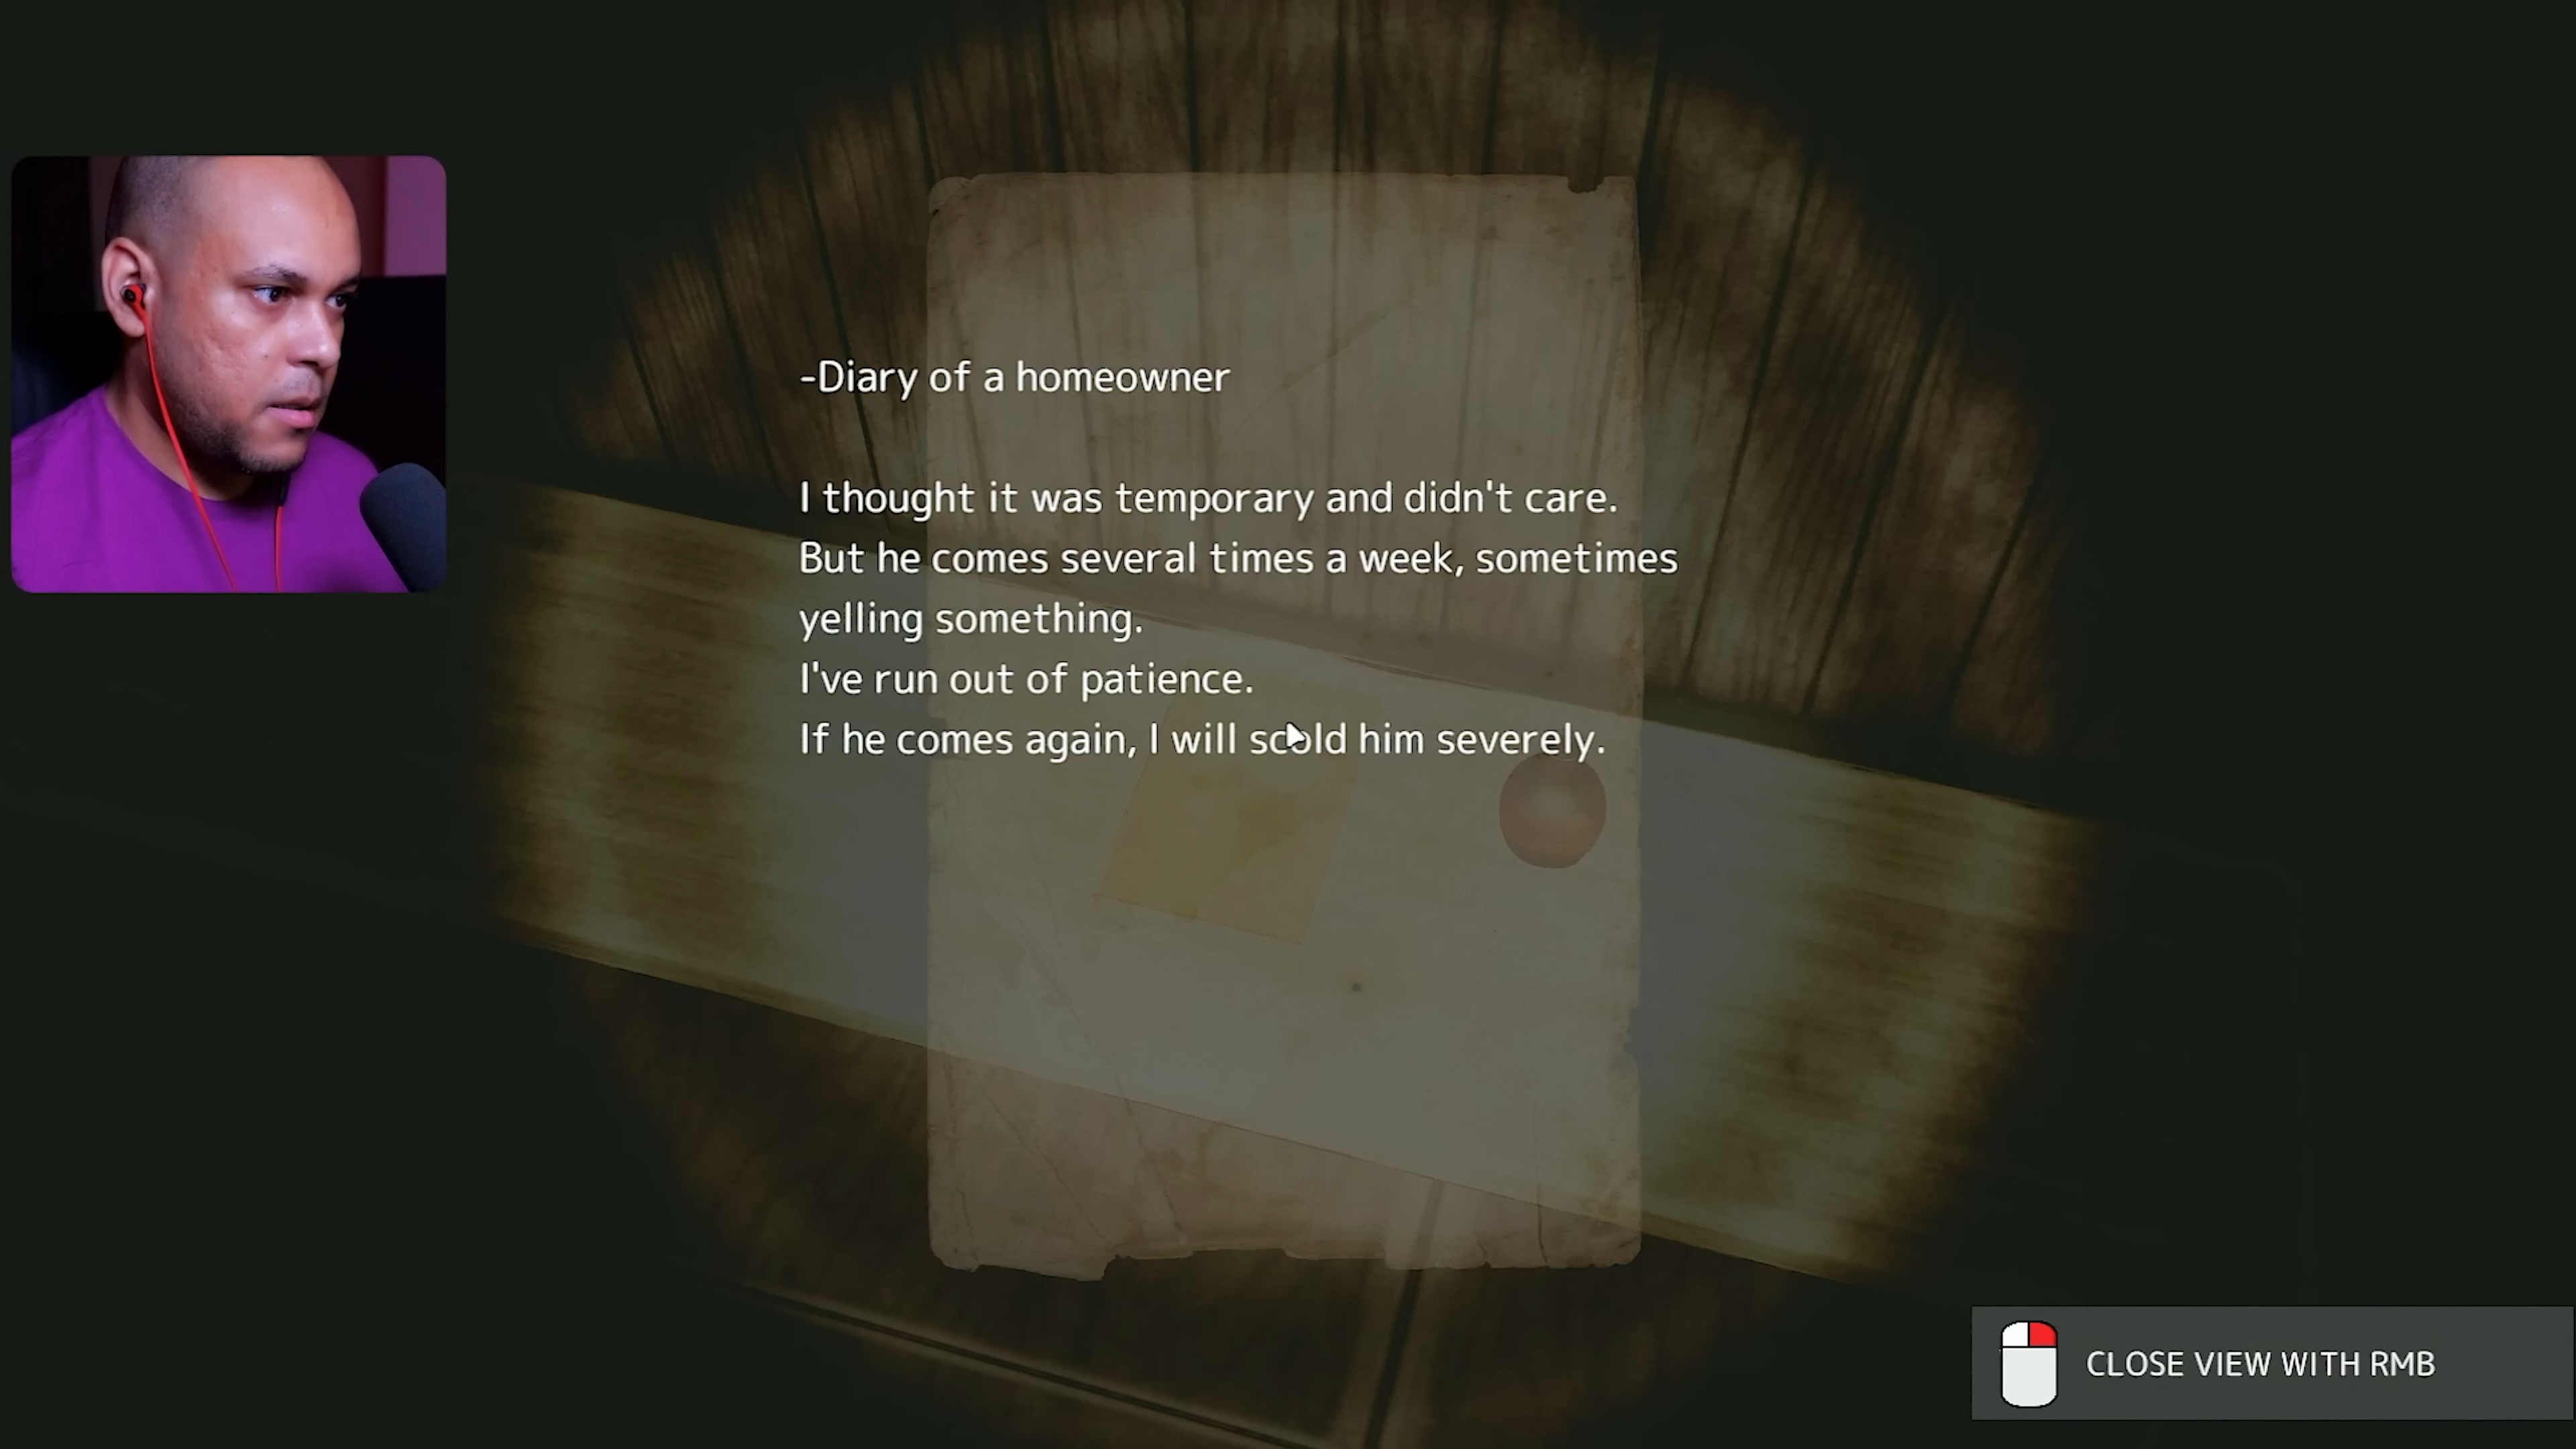 -Diary of a homeowner
I thought it was temporary and didn't care.
But he comes several times a week, sometimes
yelling something.
I've run out of patience.
If he comes again, I will scold him severely.
CLOSE VIEW WITH RMB